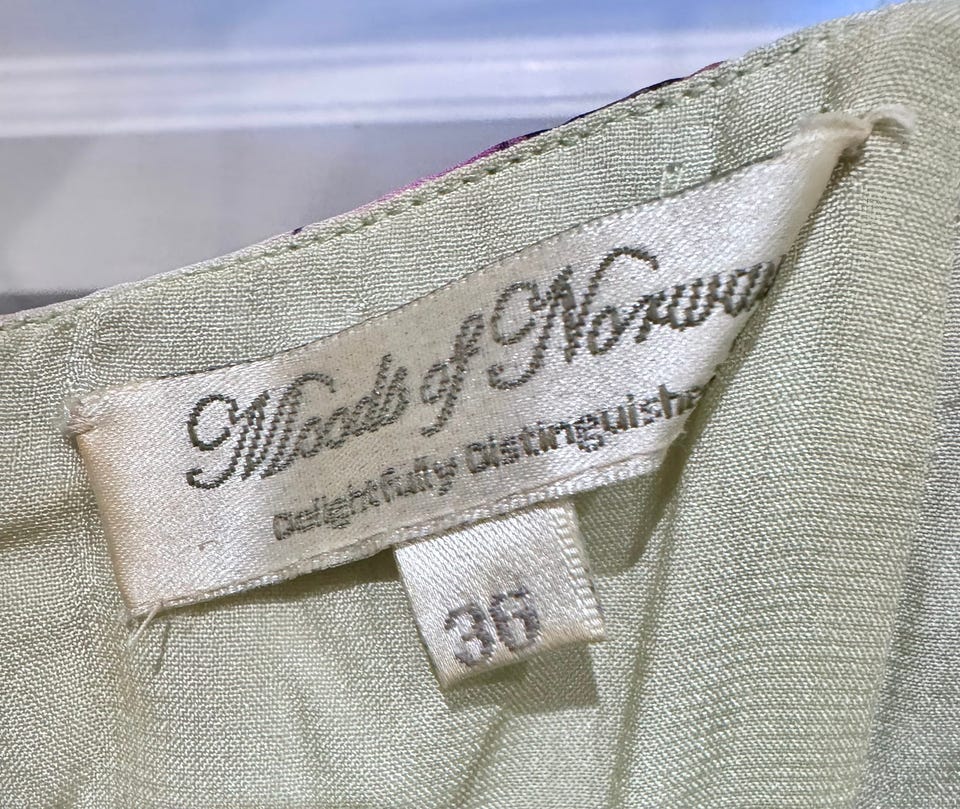 Moods of Norwa
Delightfully Distinguishe
36